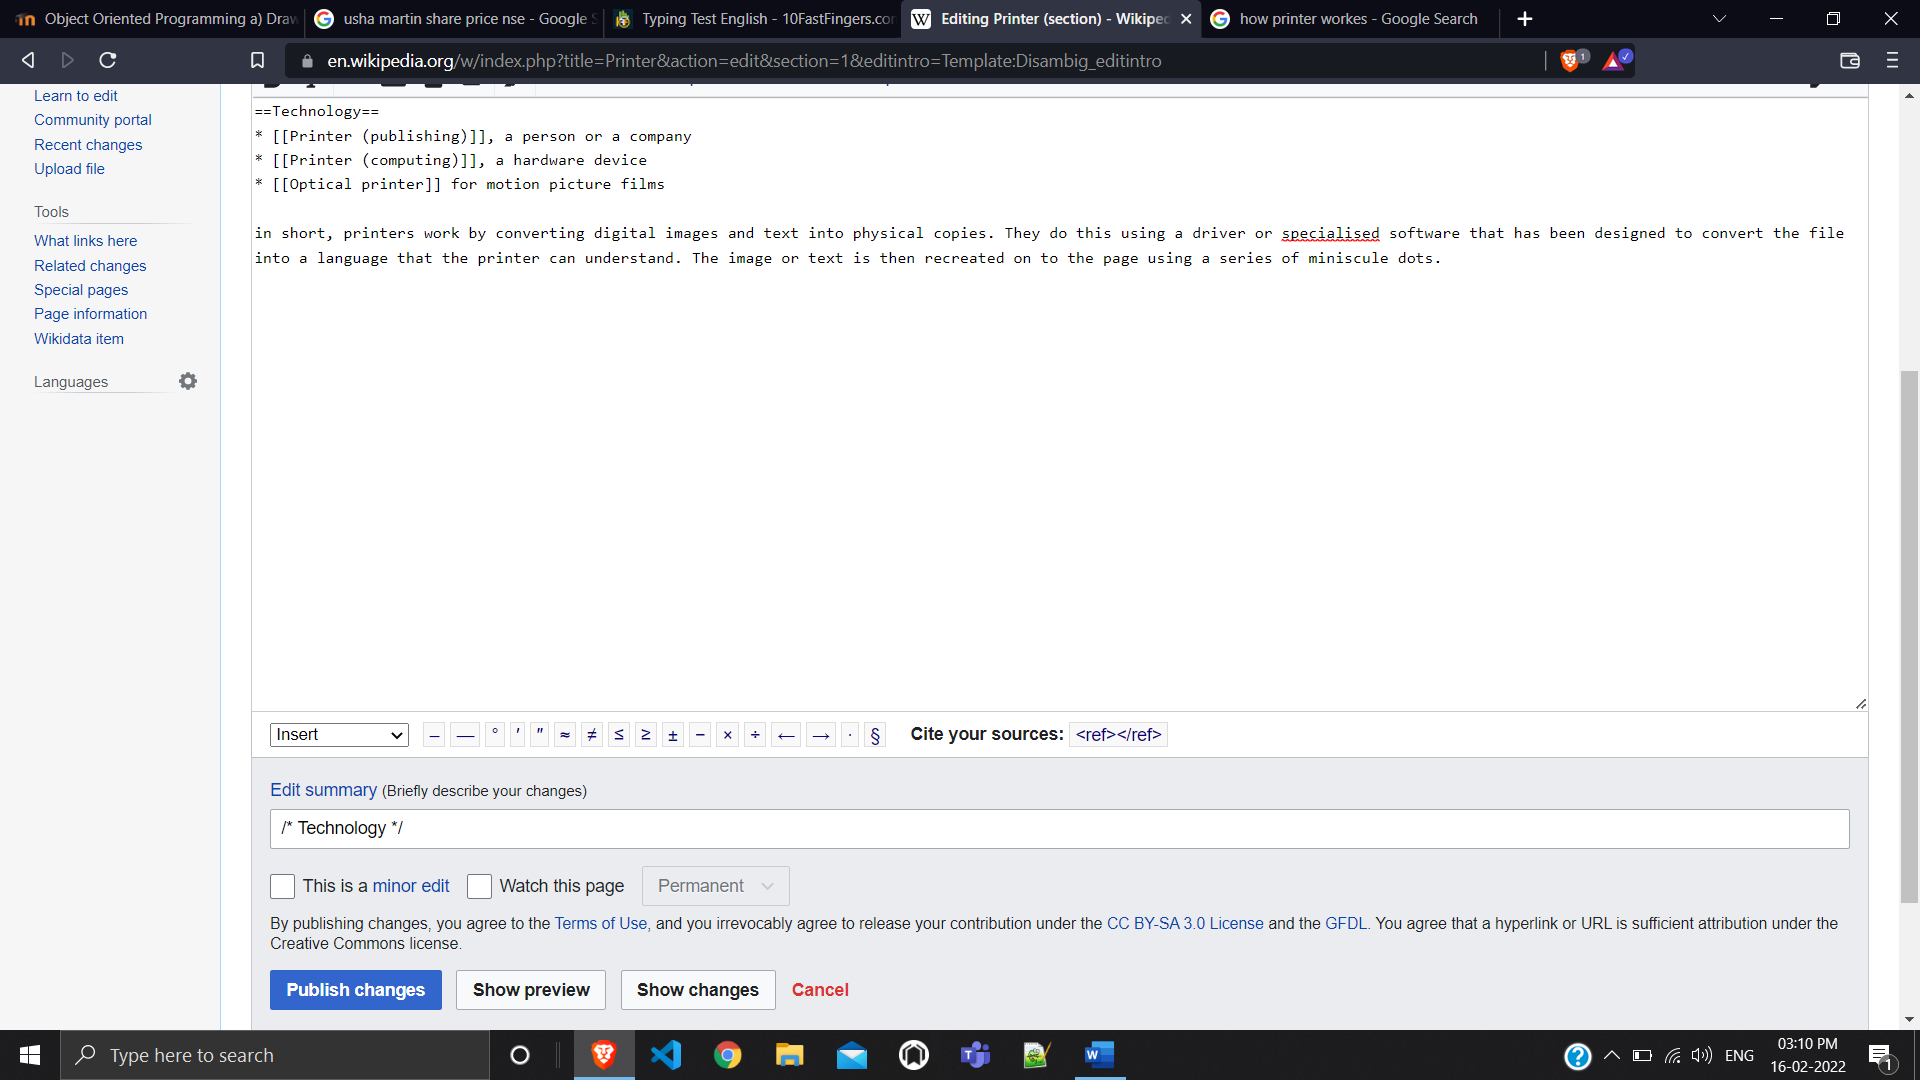 Object Oriented Programming a) Draw
usha martin share price nse - Google S
Typing Test English - 10FastFingers.com
Editing Printer (section) - Wikiped
how printer workes - Google Search
en.wikipedia.org/w/index.php?title=Printer&action=edit&section=1&editintro=Template:Disambig_editintro
1
Learn to edit
Community portal
Recent changes
Upload file
Tools
What links here
Related changes
Special pages
Page information
Wikidata item
Languages
==Technology==
* [[Printer (publishing)]], a person or a company
* [[Printer (computing)]], a hardware device
* [[Optical printer]] for motion picture films
in short, printers work by converting digital images and text into physical copies. They do this using a driver or specialised software that has been designed to convert the file
into a language that the printer can understand. The image or text is then recreated on to the page using a series of miniscule dots.
Insert – — ° ′ ″ ≈ ≠ ≤ ≥ ± − × ÷ ← → · § Cite your sources: <ref></ref>
Edit summary (Briefly describe your changes)
/* Technology */
This is a minor edit Watch this page Permanent
By publishing changes, you agree to the Terms of Use, and you irrevocably agree to release your contribution under the CC BY-SA 3.0 License and the GFDL. You agree that a hyperlink or URL is sufficient attribution under the
Creative Commons license.
Publish changes Show preview Show changes Cancel
Type here to search
ENG
03:10 PM
16-02-2022
1